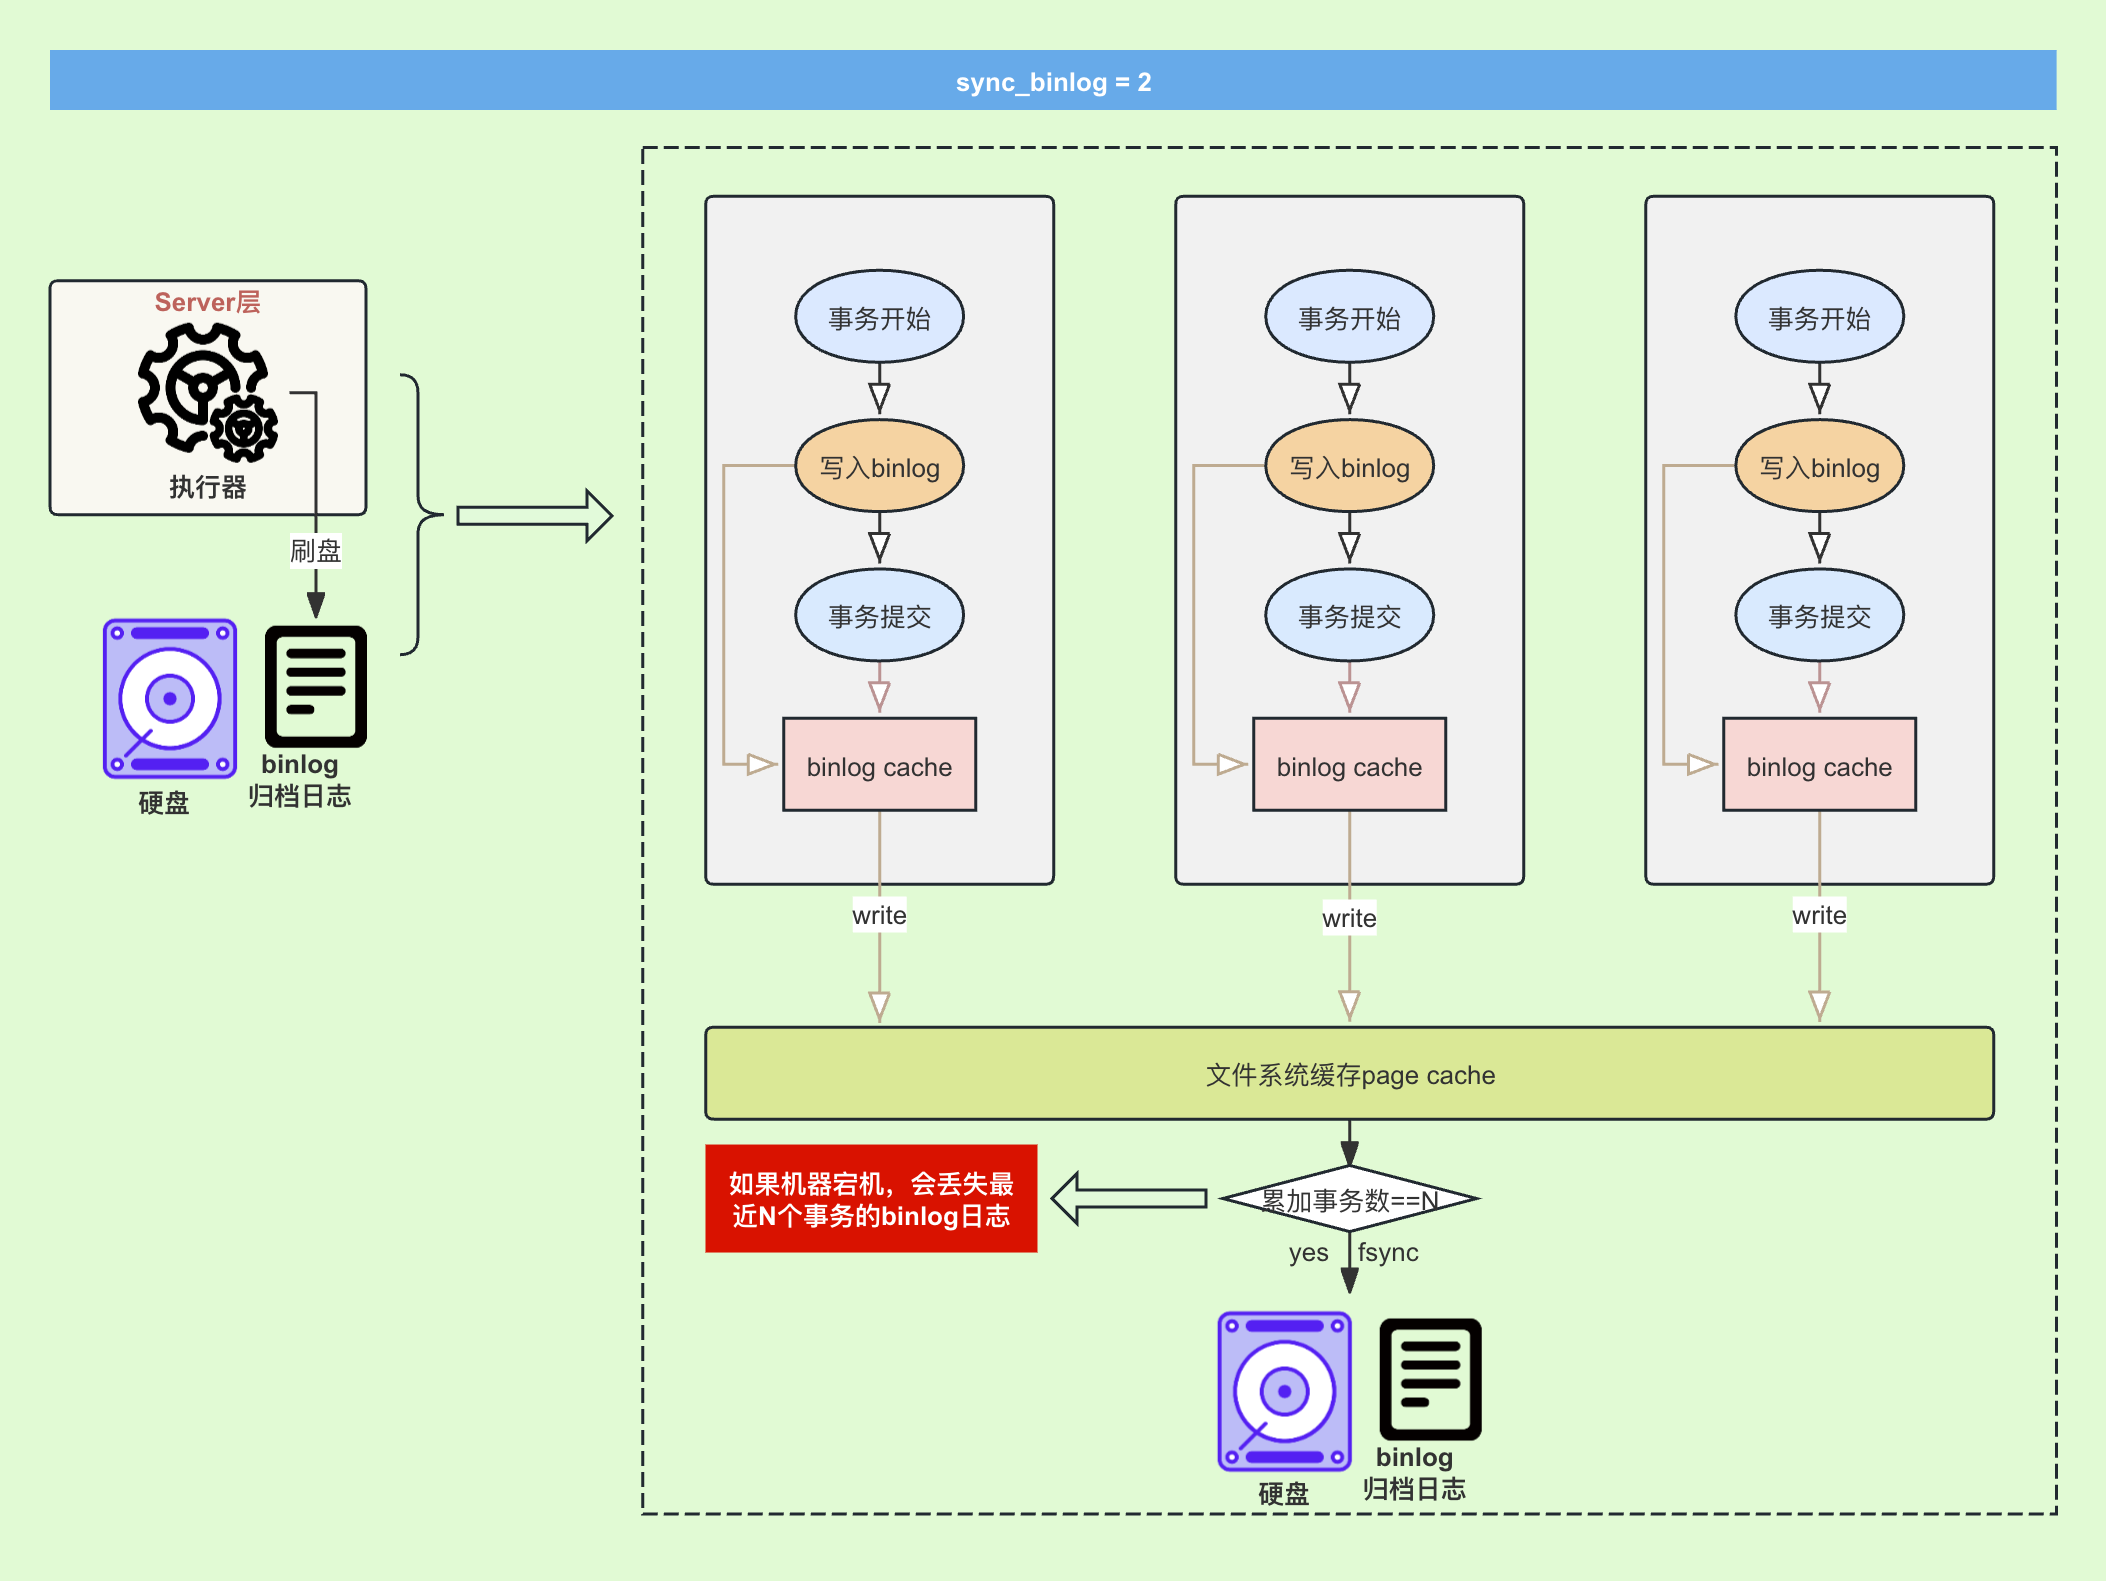 sync_binlog = 2
Server层
执行器
刷盘
硬盘
binlog
归档日志
事务开始
写入binlog
事务提交
binlog cache
write
事务开始
写入binlog
事务提交
binlog cache
write
事务开始
写入binlog
事务提交
binlog cache
write
文件系统缓存page cache
累加事务数==N
如果机器宕机，会丢失最
近N个事务的binlog日志
yes
fsync
硬盘
binlog
归档日志